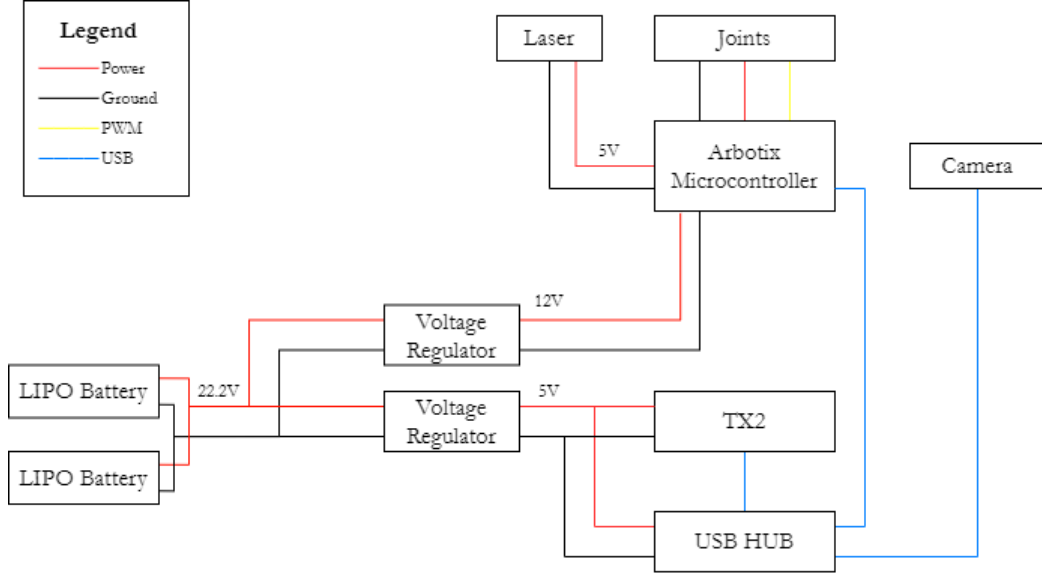 Legend
Power
Ground
PWM
USB
Laser
Joints
5V
Arbotix
Microcontroller
Camera
12V
Voltage
Regulator
LIPO Battery
22.2V
Voltage
Regulator
5V
TX2
LIPO Battery
USB HUB